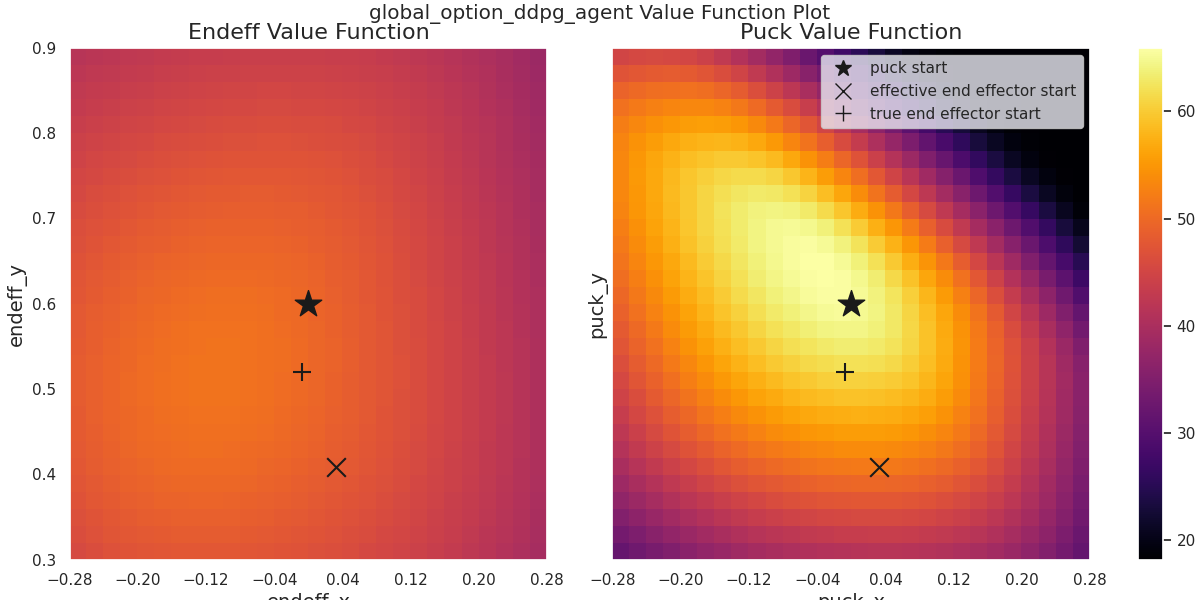 global_option_ddpg_agent Value Function Plot
Endeff Value Function
Puck Value Function
puck start
effective end effector start
true end effector start
endeff_y
0.9
0.8
0.7
0.6
0.5
0.4
0.3
−0.28 −0.20 −0.12 −0.04 0.04 0.12 0.20 0.28
endeff_x
puck_y
−0.28 −0.20 −0.12 −0.04 0.04 0.12 0.20 0.28
puck_x
60
50
40
30
20